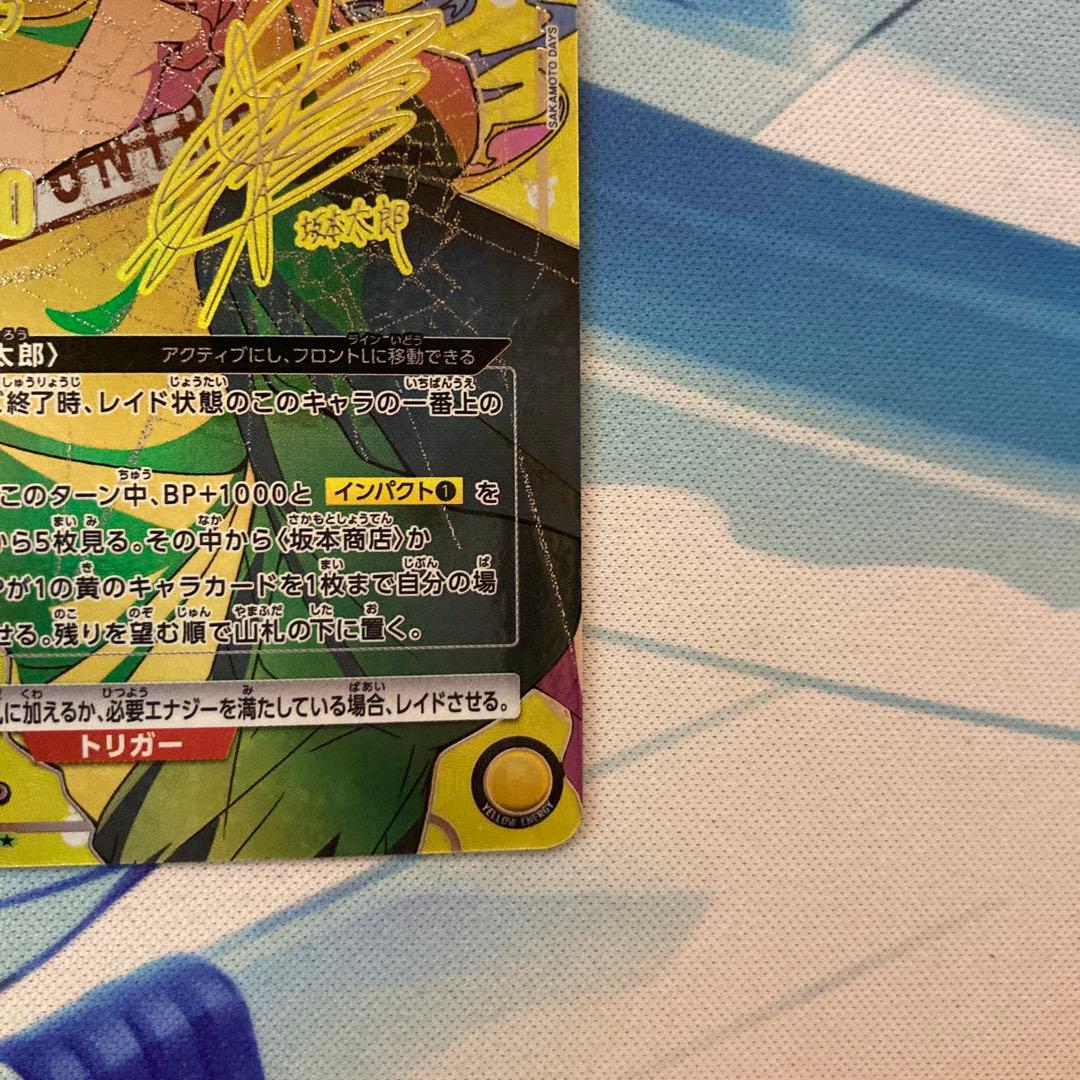 SAKAMOTO DAYS
0
坂本太郎
太郎〉
アクティブにし、フロントLに移動できる
終了時、レイド状態のこのキャラの一番上の
このターン中、BP+1000と インパクト❶ を
から5枚見る。その中から〈坂本商店〉か
が1の黄のキャラカードを1枚まで自分の場
せる。残りを望む順で山札の下に置く。
に加えるか、必要エナジーを満たしている場合、レイドさせる。
トリガー
YELLOW ENERGY